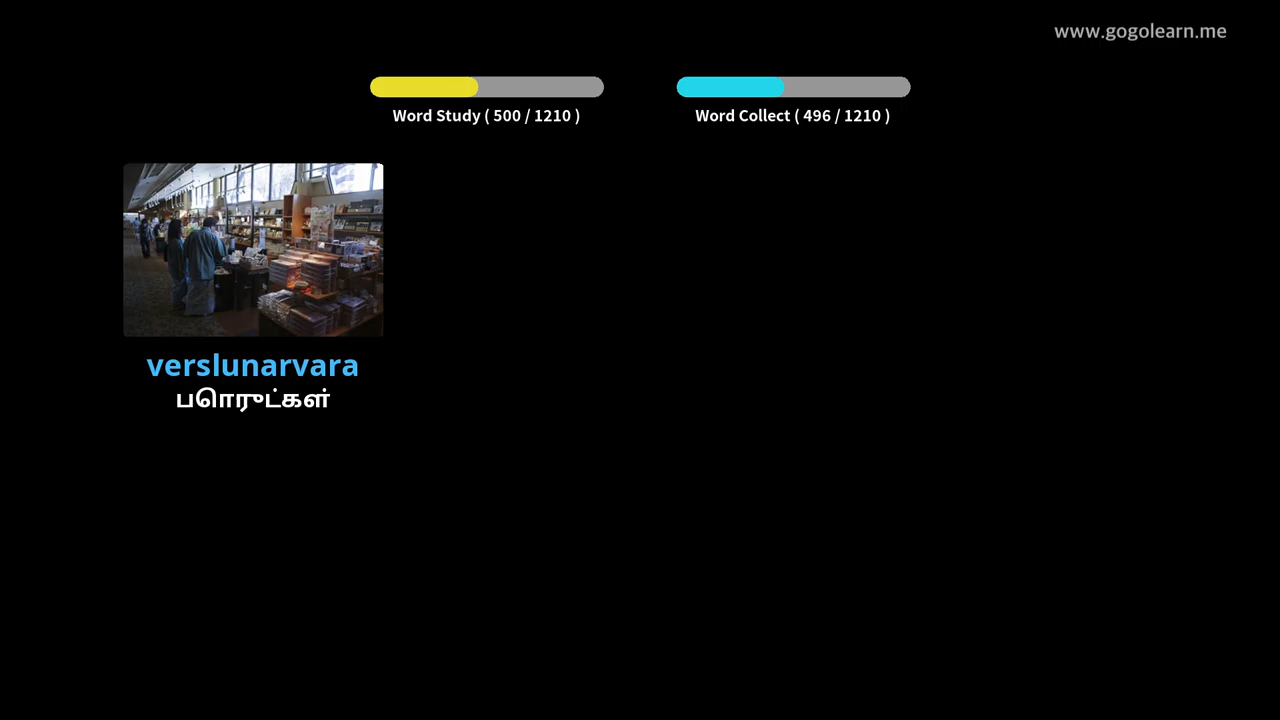 www.gogolearn.me
Word Study ( 500 / 1210 )
Word Collect ( 496 / 1210 )
verslunarvara
பொருட்கள்